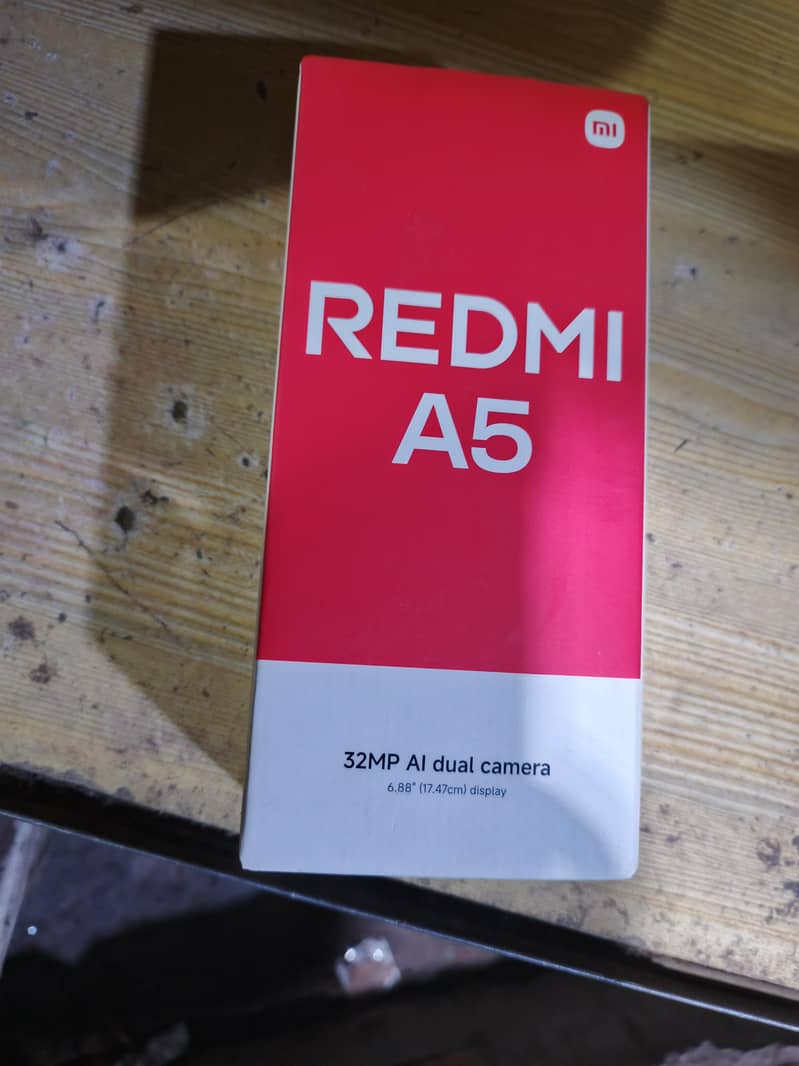 mi
REDMI
A5
32MP AI dual camera
6.88" (17.47cm) display